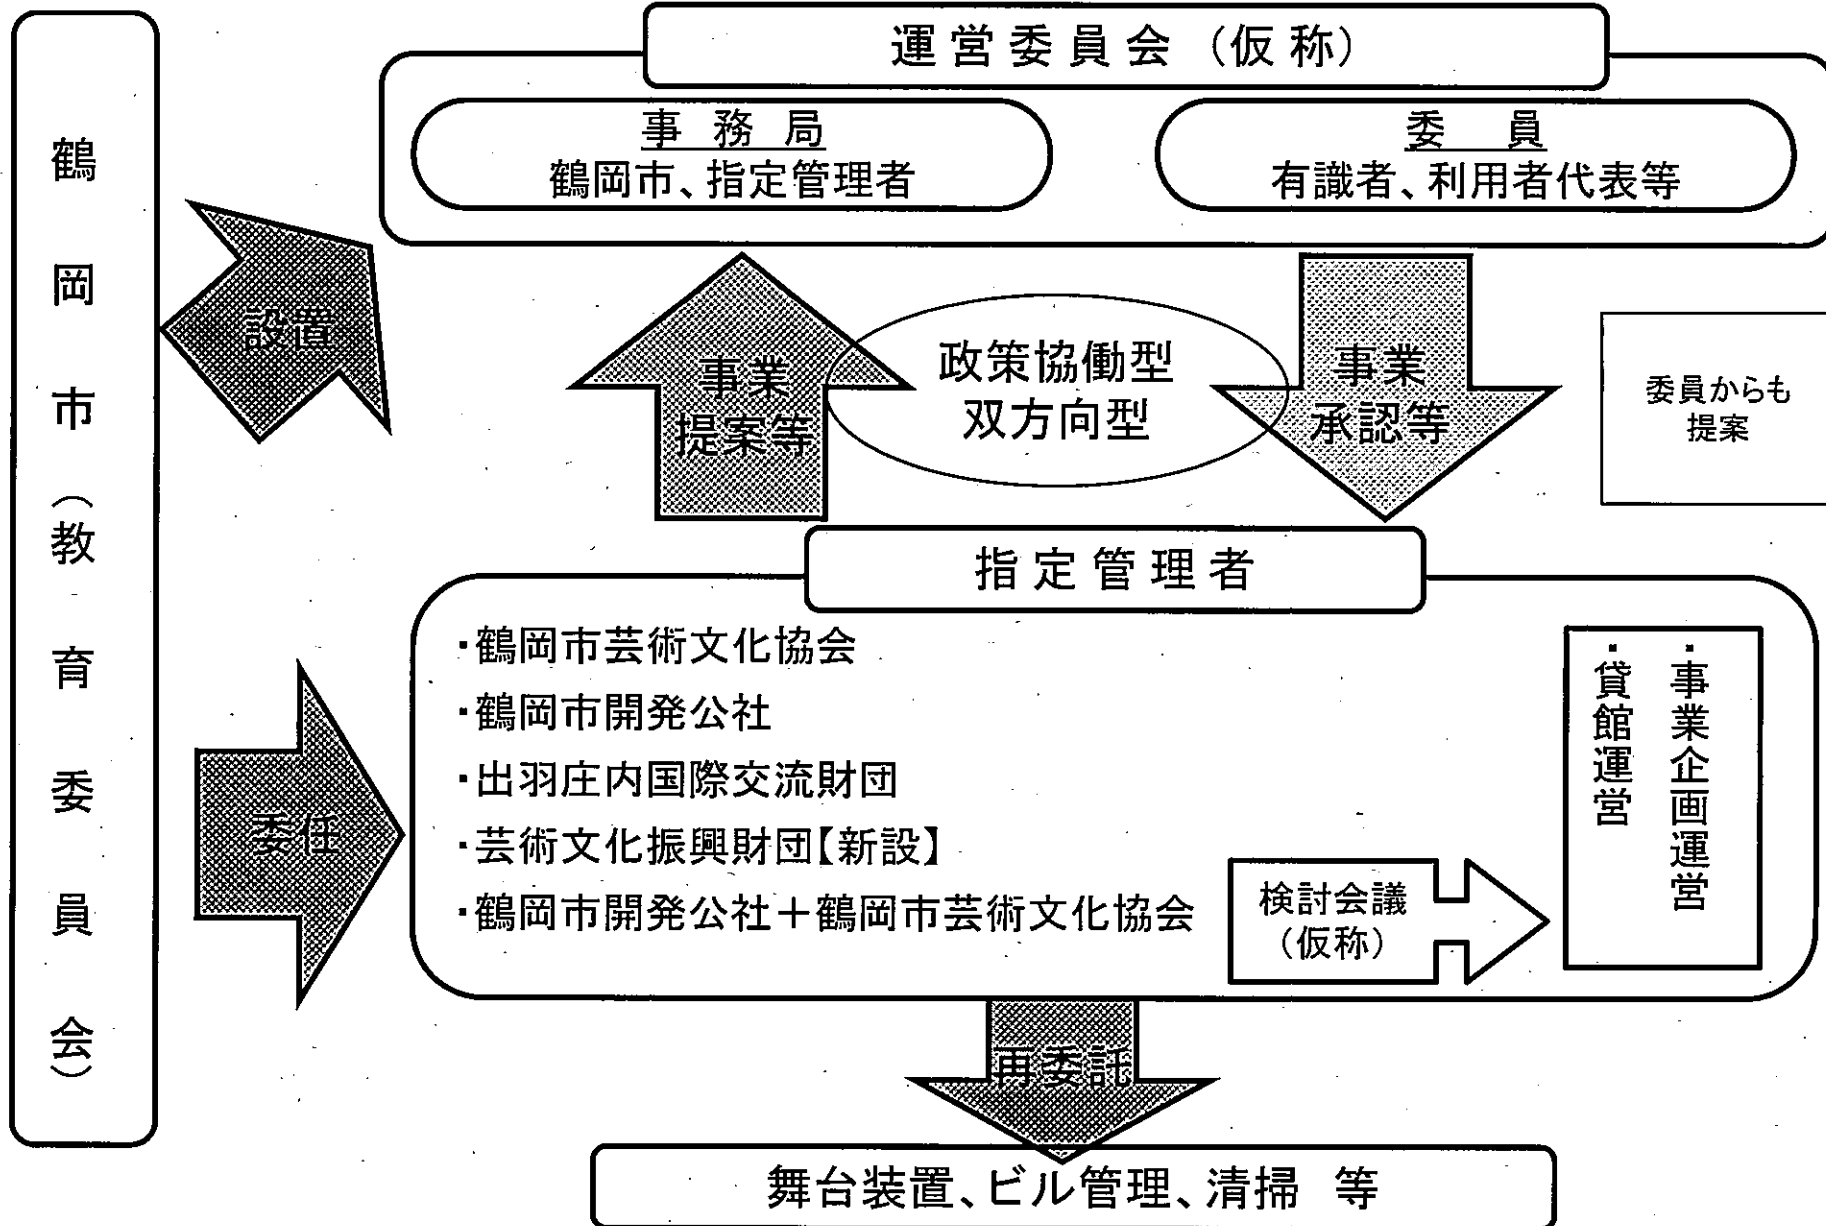 鶴岡市（教育委員会）
運営委員会（仮称）
事務局
鶴岡市、指定管理者
委員
有識者、利用者代表等
設置
事業
提案等
政策協働型
双方向型
事業
承認等
委員からも
提案
指定管理者
・鶴岡市芸術文化協会
・鶴岡市開発公社
・出羽庄内国際交流財団
・芸術文化振興財団【新設】
・鶴岡市開発公社＋鶴岡市芸術文化協会
委任
検討会議
（仮称）
・事業企画運営
・貸館運営
再委託
舞台装置、ビル管理、清掃 等